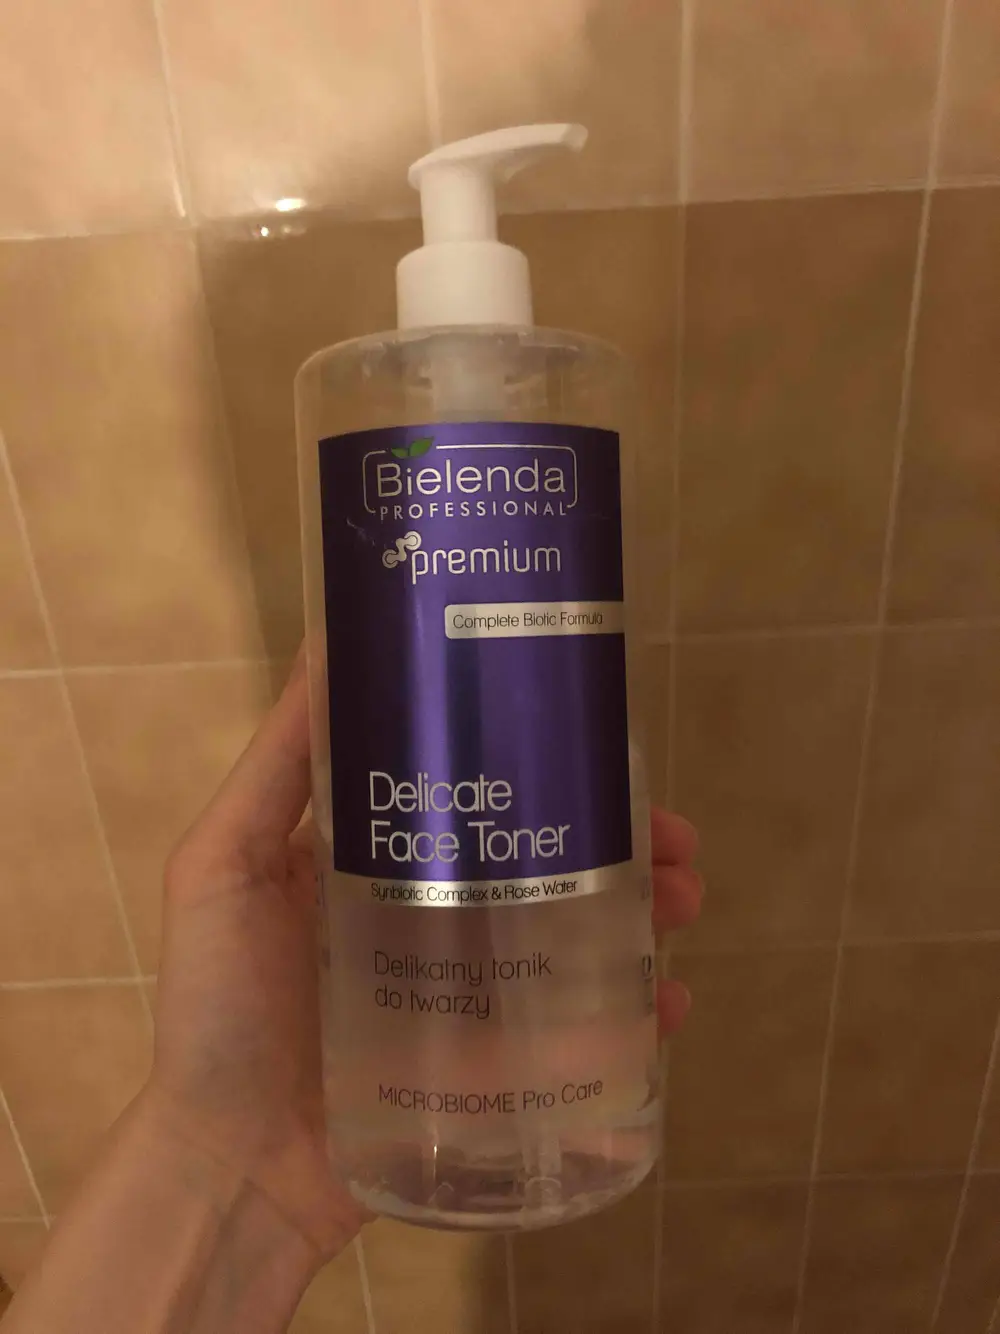 Bielenda
PROFESSIONAL
premium
Complete Biotic Formula
Delicate
Face Toner
Synbiotic Complex & Rose Water
Delikatny tonik
do twarzy
MICROBIOME Pro Care